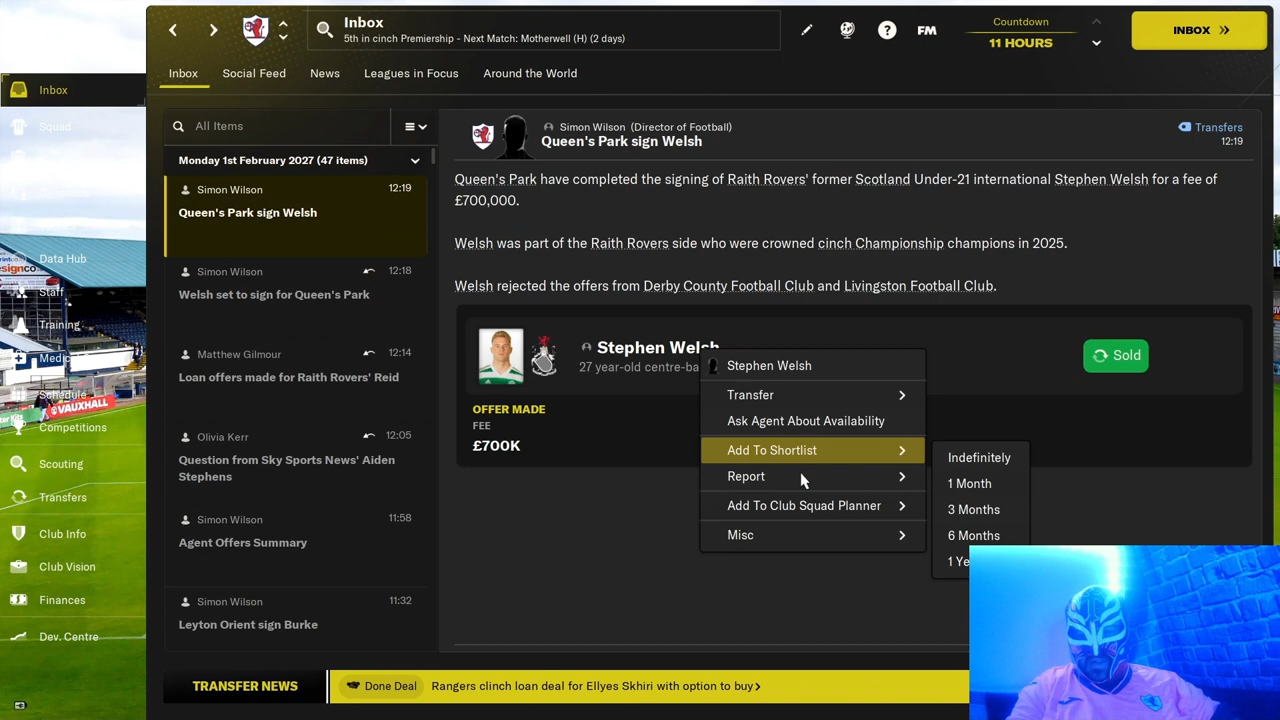 Inbox
5th in cinch Premiership - Next Match: Motherwell (H) (2 days)
FM
Countdown
11 HOURS
INBOX
Inbox
Social Feed
News
Leagues in Focus
Around the World
Inbox
Squad
Data Hub
Staff
Training
Schedule
Competitions
Scouting
Transfers
Club Info
Club Vision
Finances
Dev. Centre
VAUXHALL
All Items
Monday 1st February 2027 (47 items)
Simon Wilson
12:19
Queen's Park sign Welsh
Simon Wilson
12:18
Welsh set to sign for Queen's Park
Matthew Gilmour
12:14
Loan offers made for Raith Rovers' Reid
Olivia Kerr
12:05
Question from Sky Sports News' Aiden
Stephens
Simon Wilson
11:58
Agent Offers Summary
Simon Wilson
11:32
Leyton Orient sign Burke
Simon Wilson (Director of Football)
Queen's Park sign Welsh
Transfers
12:19
Queen's Park have completed the signing of Raith Rovers' former Scotland Under-21 international Stephen Welsh for a fee of
£700,000.
Welsh was part of the Raith Rovers side who were crowned cinch Championship champions in 2025.
Welsh rejected the offers from Derby County Football Club and Livingston Football Club.
Stephen Welsh
27 year-old centre-ba
Sold
OFFER MADE
FEE
£700K
Stephen Welsh
Transfer
Ask Agent About Availability
Add To Shortlist
Report
Add To Club Squad Planner
Misc
Indefinitely
1 Month
3 Months
6 Months
1 Ye
TRANSFER NEWS
Done Deal
Rangers clinch loan deal for Ellyes Skhiri with option to buy